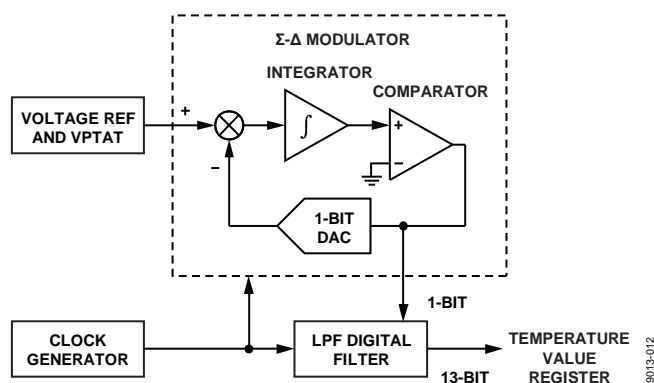 Σ-Δ MODULATOR
INTEGRATOR
COMPARATOR
VOLTAGE REF
AND VPTAT
+
−
∫
+
−
1-BIT
DAC
1-BIT
CLOCK
GENERATOR
LPF DIGITAL
FILTER
13-BIT
TEMPERATURE
VALUE
REGISTER
9013-012